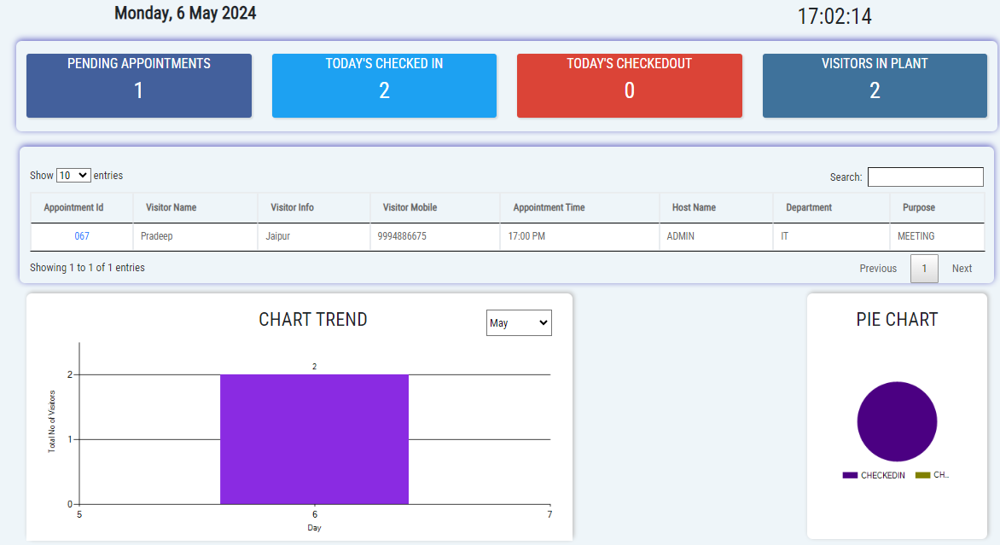 Monday, 6 May 2024
17:02:14
PENDING APPOINTMENTS
1
TODAY'S CHECKED IN
2
TODAY'S CHECKEDOUT
0
VISITORS IN PLANT
2
Show 10 entries
Search:
Appointment Id Visitor Name Visitor Info Visitor Mobile Appointment Time Host Name Department Purpose
067 Pradeep Jaipur 9994886675 17:00 PM ADMIN IT MEETING
Showing 1 to 1 of 1 entries
Previous 1 Next
CHART TREND
May
2
2
1
0
Total No of Visitors
5 6 7
Day
PIE CHART
CHECKEDIN CH..